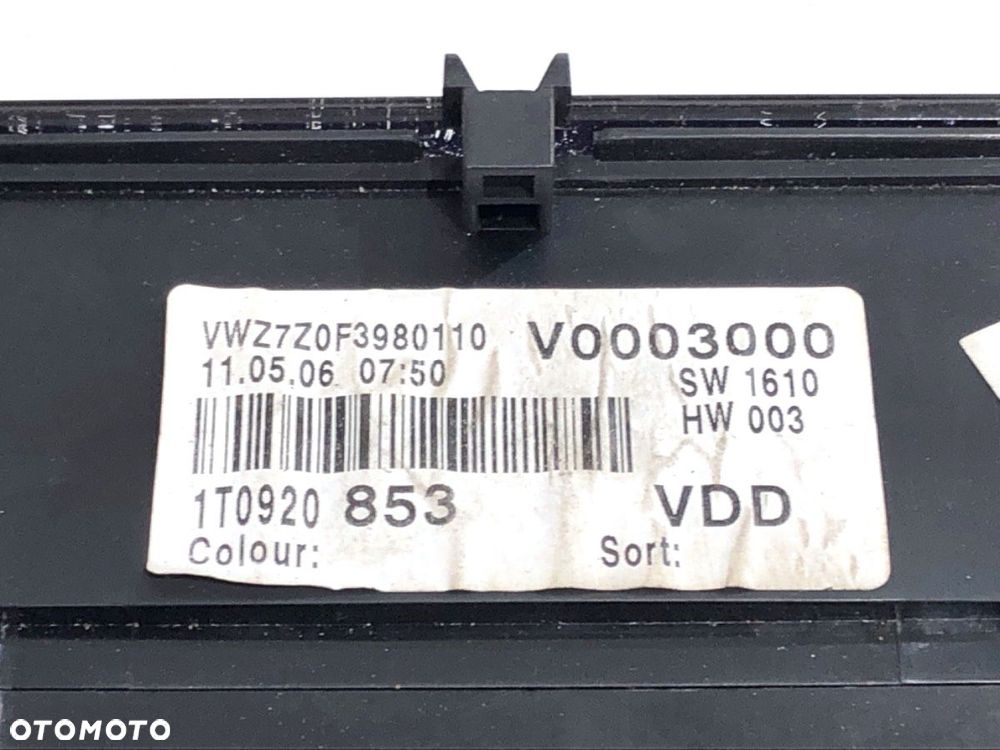 VWZ7Z0F3980110 V0003000
11.05.06 07:50 SW 1610
HW 003
1T0920 853 VDD
Colour: Sort:
OTOMOTO